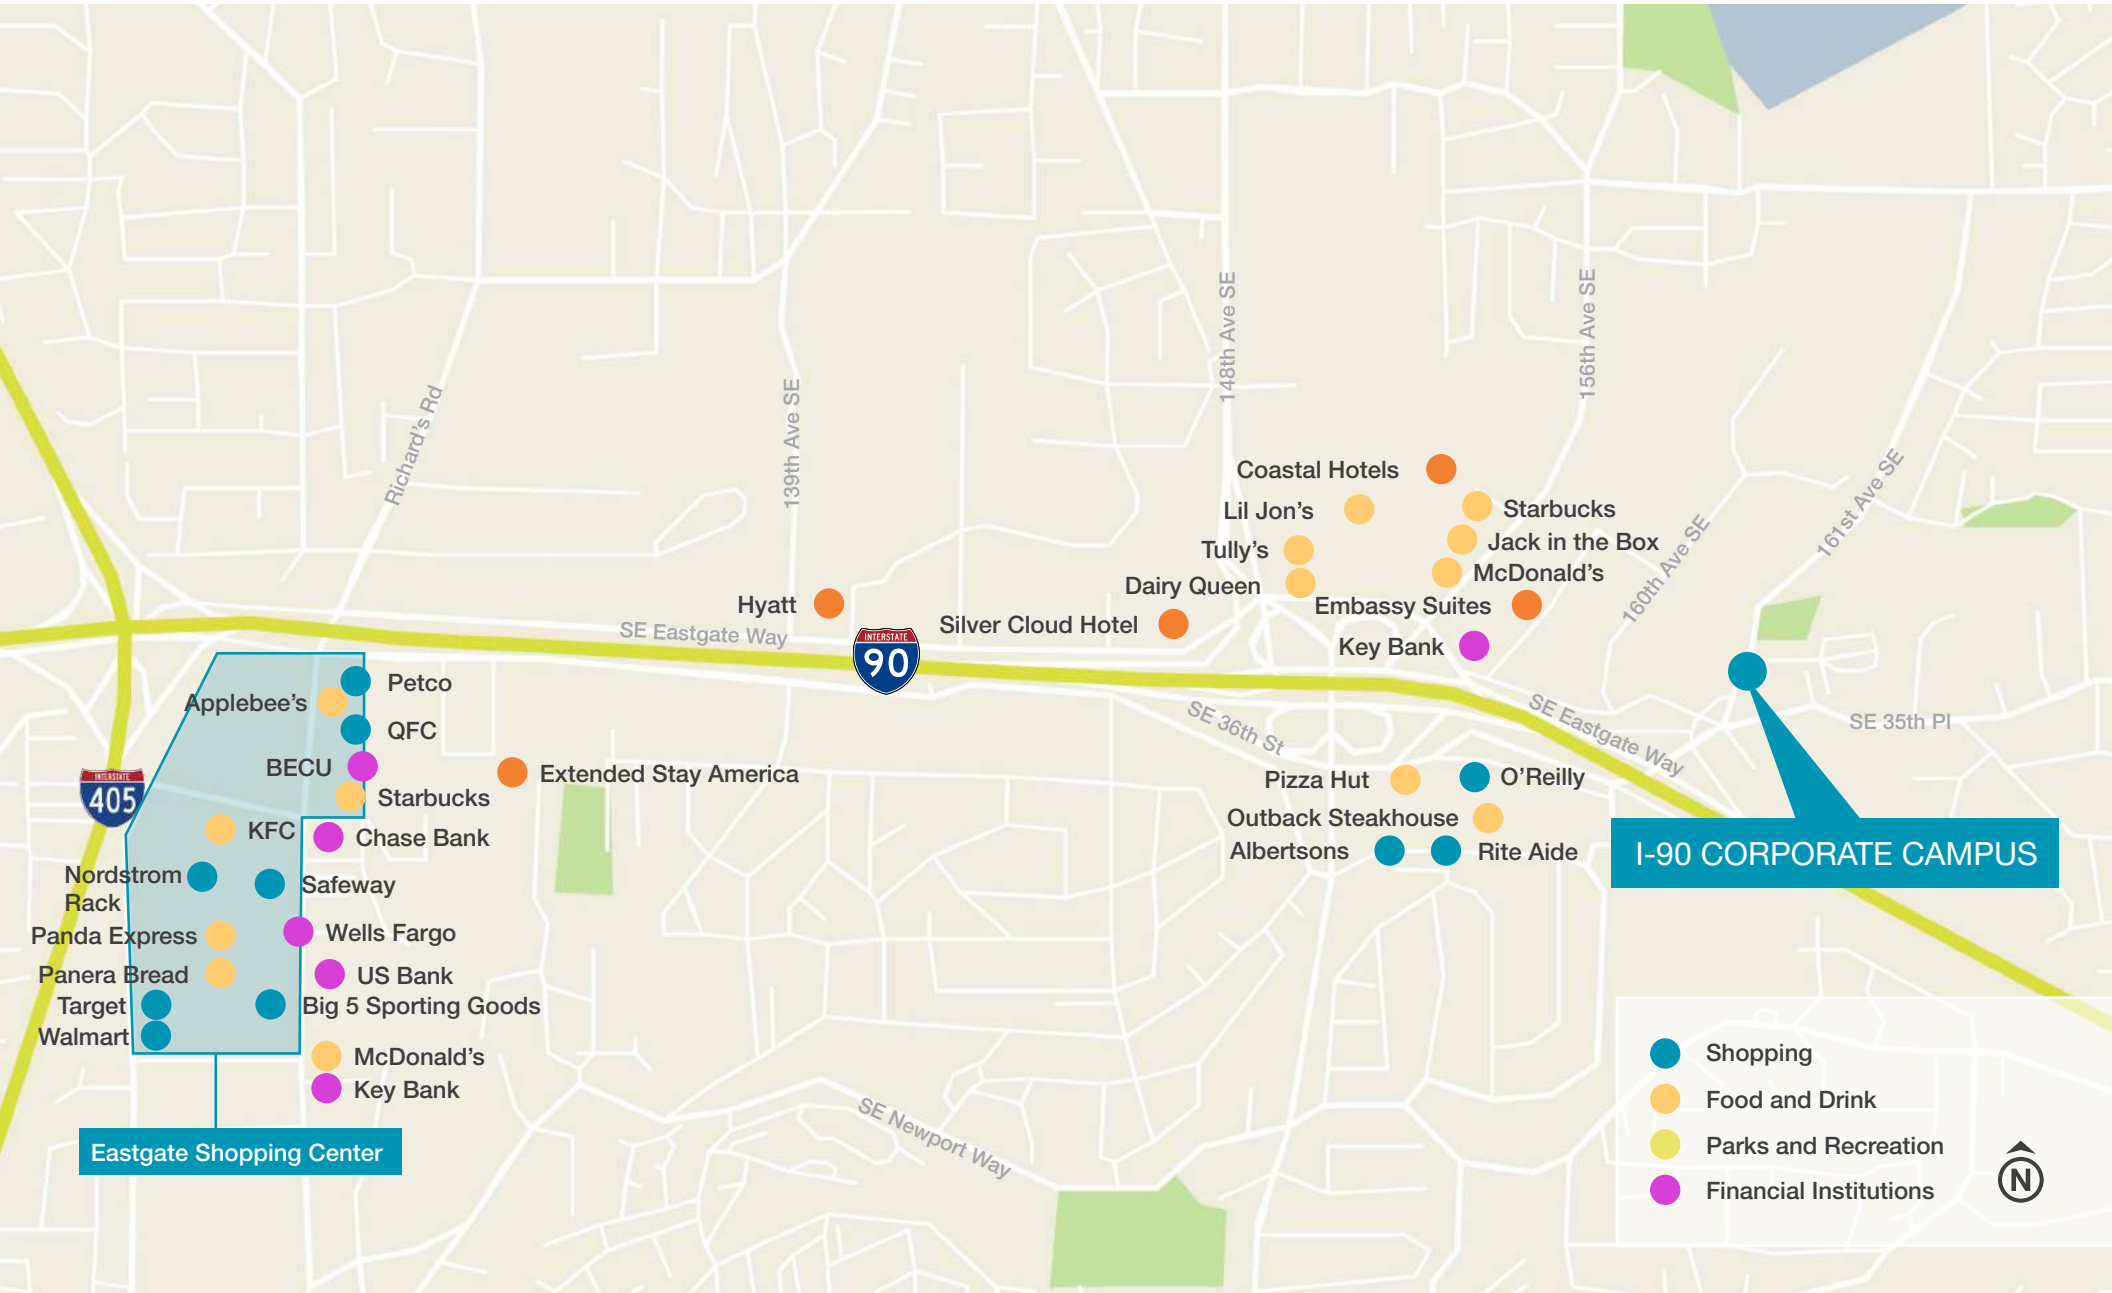 148th Ave SE
156th Ave SE
139th Ave SE
Richard's Rd
161st Ave SE
160th Ave SE
Coastal Hotels
Lil Jon's
Starbucks
Tully's
Jack in the Box
Dairy Queen
McDonald's
Hyatt
Embassy Suites
Silver Cloud Hotel
SE Eastgate Way
INTERSTATE
90
Key Bank
Petco
Applebee's
QFC
BECU
Starbucks
Extended Stay America
INTERSTATE
405
KFC
Chase Bank
Nordstrom
Rack
Safeway
Panda Express
Wells Fargo
Panera Bread
US Bank
Target
Big 5 Sporting Goods
Walmart
McDonald's
Key Bank
Eastgate Shopping Center
SE 36th St
SE Eastgate Way
SE 35th Pl
Pizza Hut
O'Reilly
Outback Steakhouse
Albertsons
Rite Aide
I-90 CORPORATE CAMPUS
SE Newport Way
Shopping
Food and Drink
Parks and Recreation
Financial Institutions
N